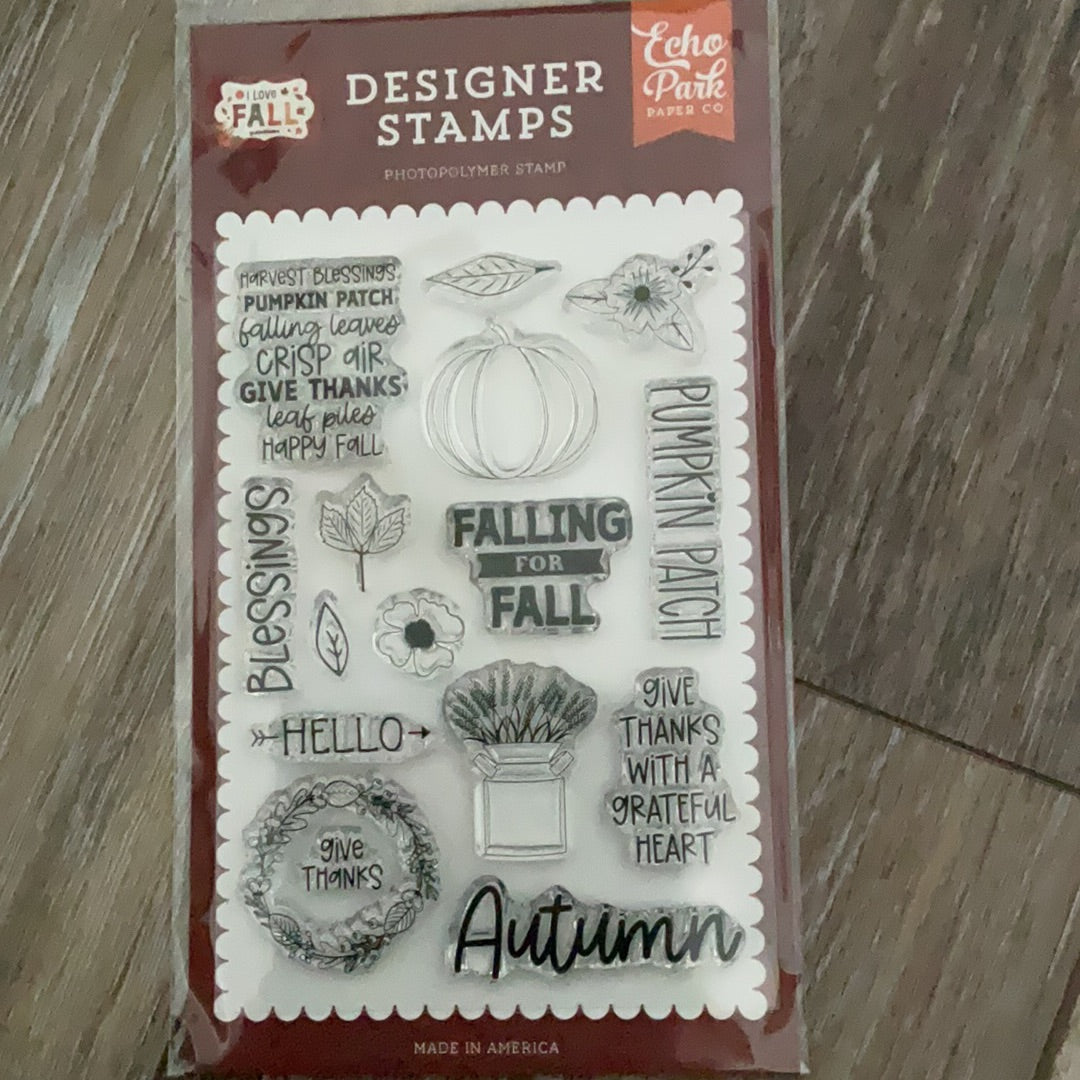 I LOVE
FALL
DESIGNER
STAMPS
PHOTOPOLYMER STAMP
Echo
Park
PAPER CO
HARVEST BLESSINGS
PUMPKIN PATCH
falling leaves
CRISP AIR
GIVE THANKS
leaf piles
HAPPY FALL
PUMPKIN PATCH
BLESSINGS
FALLING
FOR
FALL
HELLO
GIVE
THANKS
WITH A
GRATEFUL
HEART
GIVE
THANKS
Autumn
MADE IN AMERICA